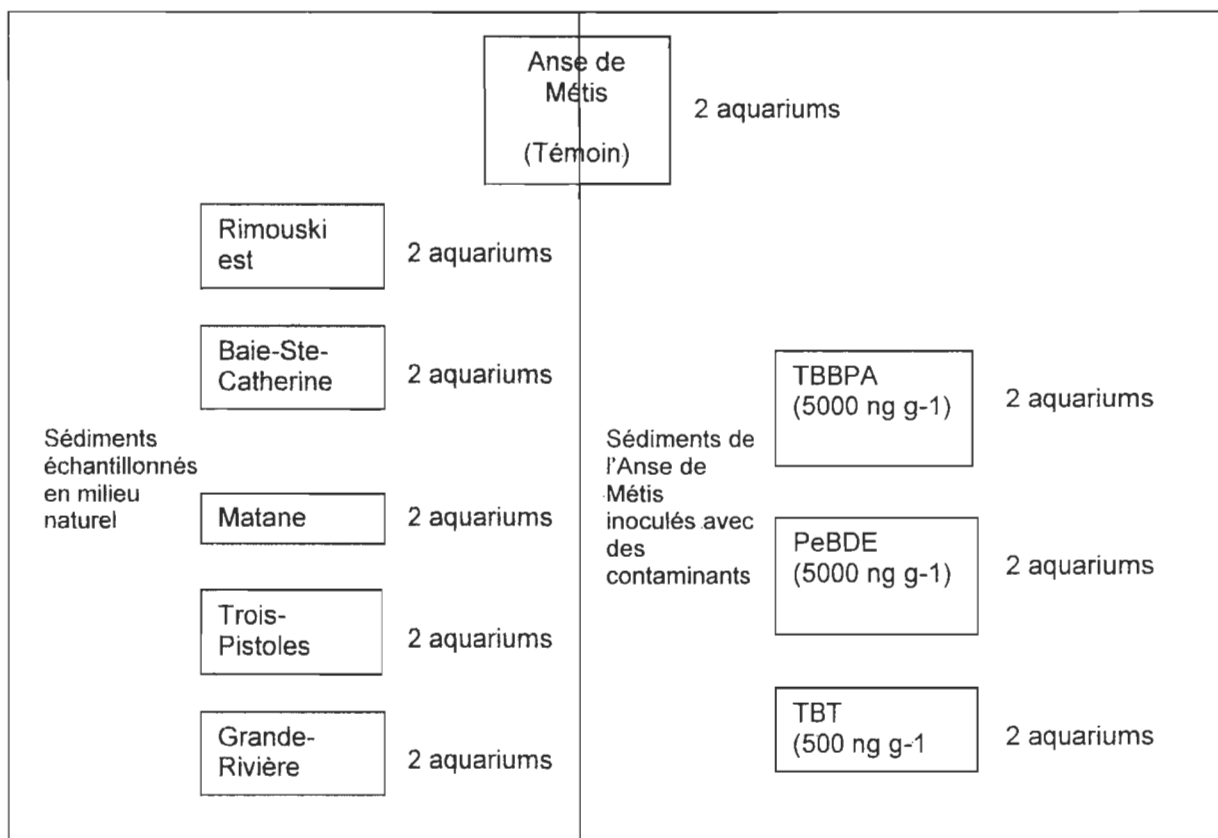 Anse de
Métis
(Témoin)
2 aquariums
Rimouski
est
2 aquariums
Baie-Ste-
Catherine
2 aquariums
Sédiments
échantillonnés
en milieu
naturel
Matane
2 aquariums
Trois-
Pistoles
2 aquariums
Grande-
Rivière
2 aquariums
Sédiments de
l'Anse de
Métis
inoculés avec
des
contaminants
TBBPA
(5000 ng g-1)
2 aquariums
PeBDE
(5000 ng g-1)
2 aquariums
TBT
(500 ng g-1
2 aquariums